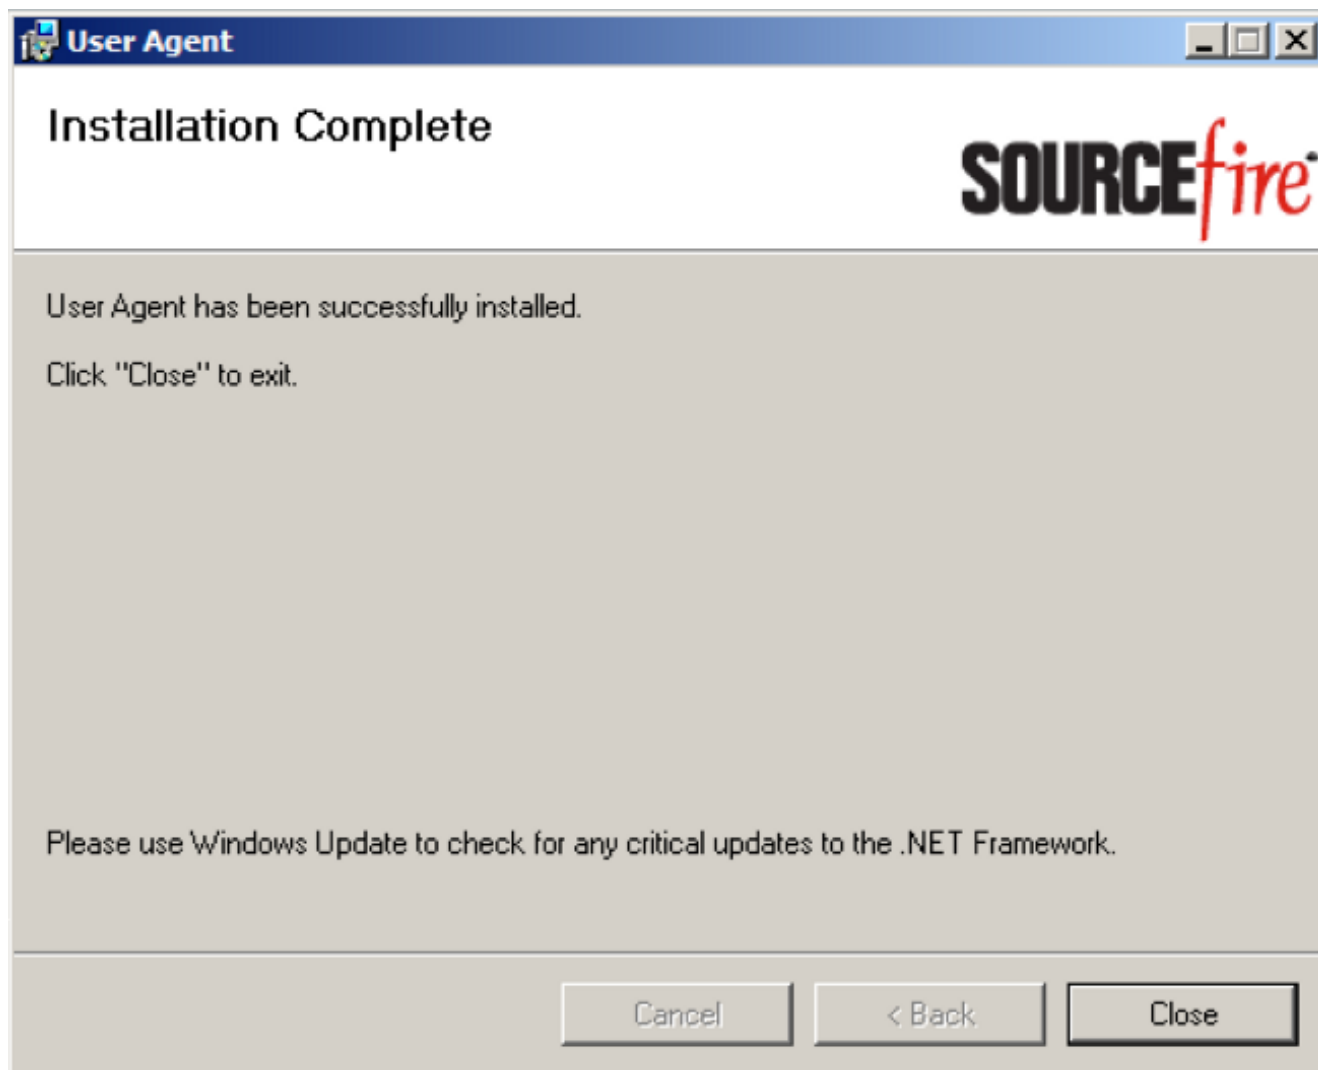 User Agent
Installation Complete
SOURCEfire
User Agent has been successfully installed.
Click "Close" to exit.
Please use Windows Update to check for any critical updates to the .NET Framework.
Cancel
< Back
Close